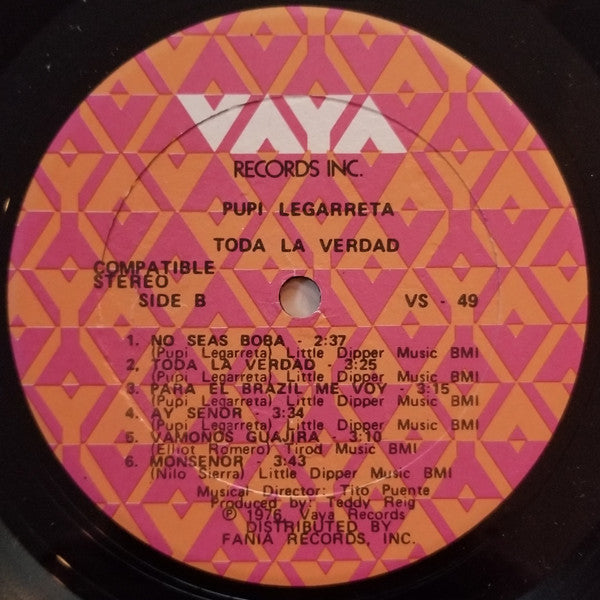 VAYA
RECORDS INC.
PUPI LEGARRETA
TODA LA VERDAD
COMPATIBLE
STEREO
SIDE B VS - 49
1. NO SEAS BOBA - 2:37
(Pupi Legarreta) Little Dipper Music BMI
2. TODA LA VERDAD - 3:25
(Pupi Legarreta) Little Dipper Music BMI
3. PARA EL BRAZIL ME VOY - 3:15
(Pupi Legarreta) Little Dipper Music BMI
4. AY SEÑOR - 3:34
(Pupi Legarreta) Little Dipper Music BMI
5. VAMONOS GUAJIRA - 3:10
(Elliot Romero) Tirod Music BMI
6. MONSEÑOR - 3:43
(Nilo Sierra) Little Dipper Music BMI
Musical Director: Tito Puente
Produced by: Teddy Reig
℗ 1976 Vaya Records
DISTRIBUTED BY
FANIA RECORDS, INC.